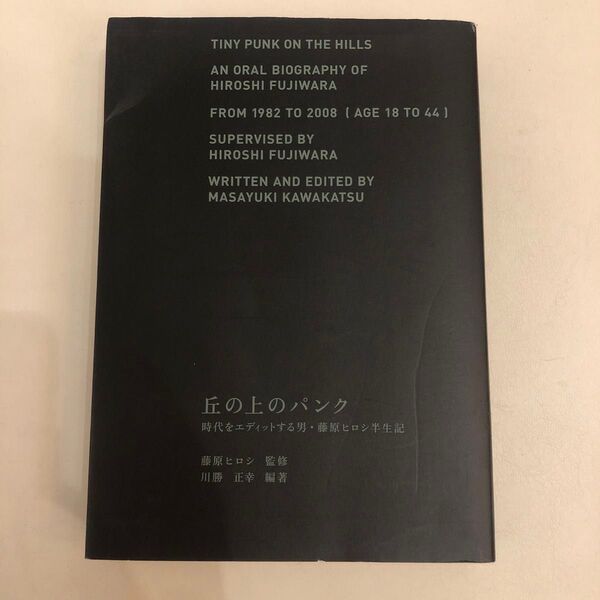 TINY PUNK ON THE HILLS
AN ORAL BIOGRAPHY OF
HIROSHI FUJIWARA
FROM 1982 TO 2008 ( AGE 18 TO 44 )
SUPERVISED BY
HIROSHI FUJIWARA
WRITTEN AND EDITED BY
MASAYUKI KAWAKATSU
丘の上のパンク
時代をエディットする男・藤原ヒロシ半生記
藤原ヒロシ 監修
川勝 正幸 編著